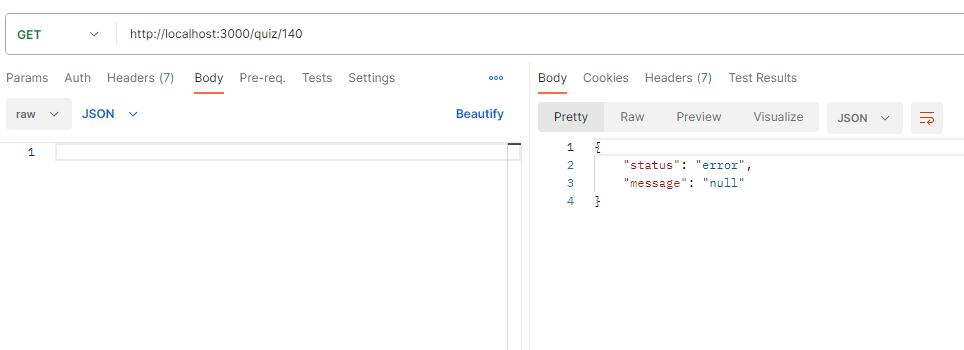 GET http://localhost:3000/quiz/140
Params Auth Headers (7) Body Pre-req. Tests Settings
raw JSON Beautify
1
Body Cookies Headers (7) Test Results
Pretty Raw Preview Visualize JSON
1 {
2 "status": "error",
3 "message": "null"
4 }